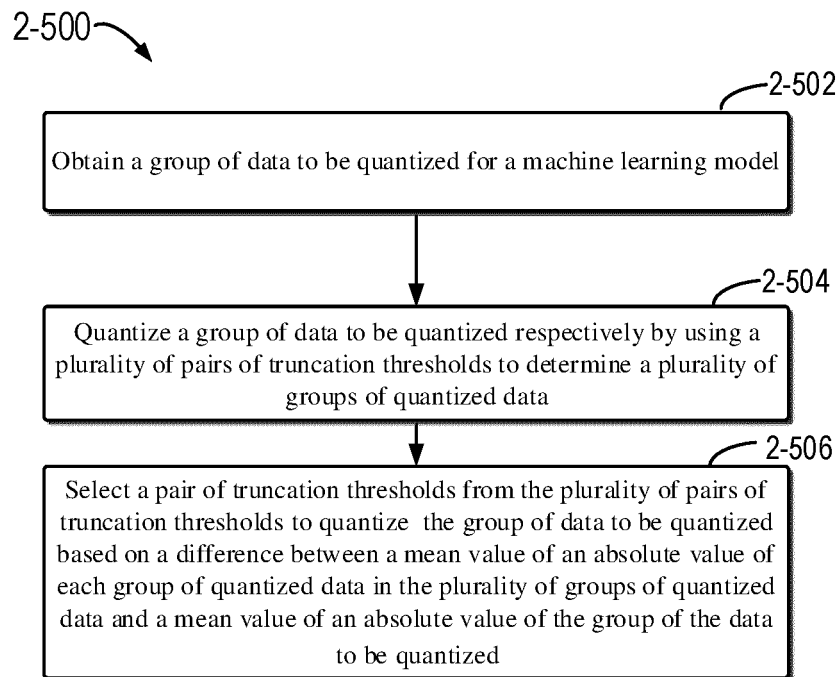 2-500
2-502
Obtain a group of data to be quantized for a machine learning model
2-504
Quantize a group of data to be quantized respectively by using a
plurality of pairs of truncation thresholds to determine a plurality of
groups of quantized data
2-506
Select a pair of truncation thresholds from the plurality of pairs of
truncation thresholds to quantize the group of data to be quantized
based on a difference between a mean value of an absolute value of
each group of quantized data in the plurality of groups of quantized
data and a mean value of an absolute value of the group of the data
to be quantized